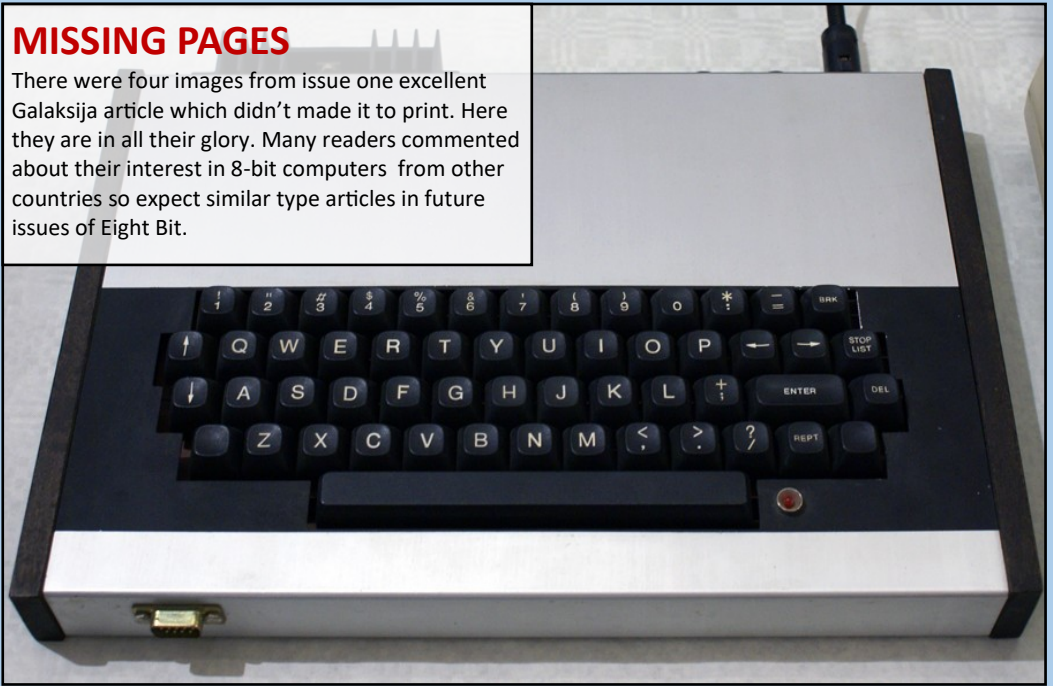 MISSING PAGES
There were four images from issue one excellent
Galaksija article which didn't made it to print. Here
they are in all their glory. Many readers commented
about their interest in 8-bit computers  from other
countries so expect similar type articles in future
issues of Eight Bit.
! " # $ % & ' ( ) * —
1 2 3 4 5 6 7 8 9 0 : = BRK
↑ Q W E R T Y U I O P ← → STOP LIST
↓ A S D F G H J K L + ; ENTER DEL
Z X C V B N M < , > . ? / REPT